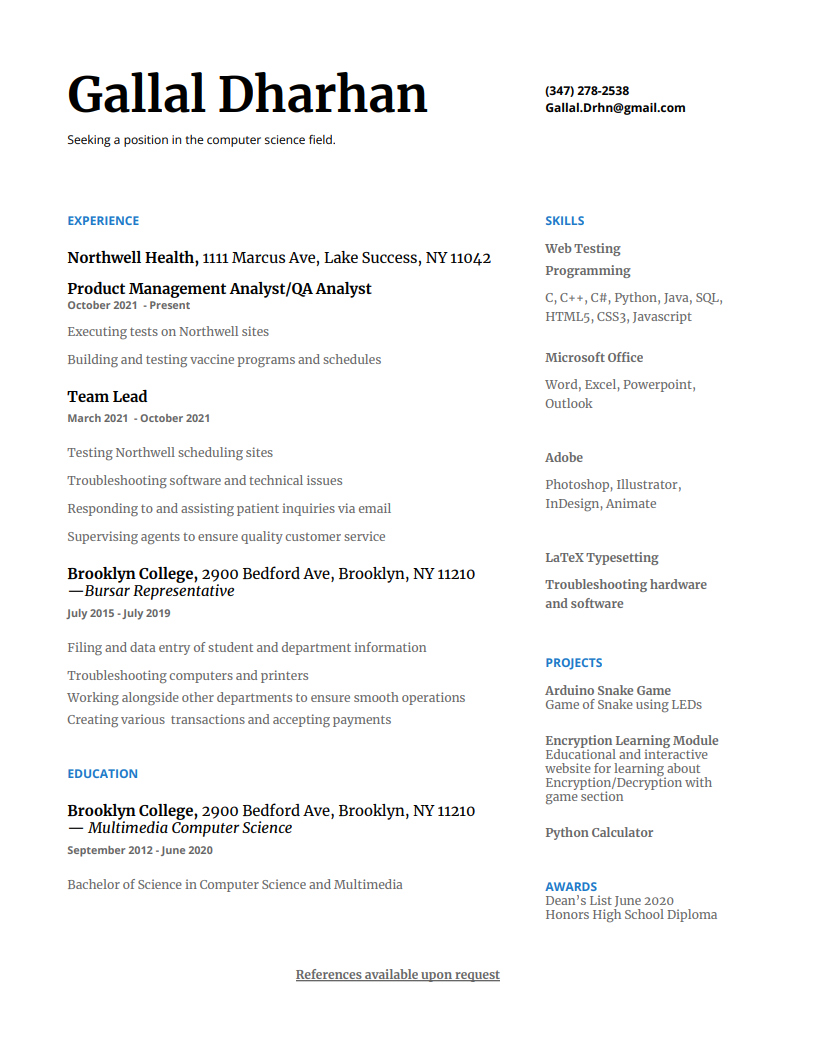 Gallal Dharhan
Seeking a position in the computer science field.
(347) 278-2538
Gallal.Drhn@gmail.com
EXPERIENCE
Northwell Health, 1111 Marcus Ave, Lake Success, NY 11042
Product Management Analyst/QA Analyst
October 2021 - Present
Executing tests on Northwell sites
Building and testing vaccine programs and schedules
Team Lead
March 2021 - October 2021
Testing Northwell scheduling sites
Troubleshooting software and technical issues
Responding to and assisting patient inquiries via email
Supervising agents to ensure quality customer service
Brooklyn College, 2900 Bedford Ave, Brooklyn, NY 11210
—Bursar Representative
July 2015 - July 2019
Filing and data entry of student and department information
Troubleshooting computers and printers
Working alongside other departments to ensure smooth operations
Creating various transactions and accepting payments
EDUCATION
Brooklyn College, 2900 Bedford Ave, Brooklyn, NY 11210
— Multimedia Computer Science
September 2012 - June 2020
Bachelor of Science in Computer Science and Multimedia
SKILLS
Web Testing
Programming
C, C++, C#, Python, Java, SQL,
HTML5, CSS3, Javascript
Microsoft Office
Word, Excel, Powerpoint,
Outlook
Adobe
Photoshop, Illustrator,
InDesign, Animate
LaTeX Typesetting
Troubleshooting hardware
and software
PROJECTS
Arduino Snake Game
Game of Snake using LEDs
Encryption Learning Module
Educational and interactive
website for learning about
Encryption/Decryption with
game section
Python Calculator
AWARDS
Dean’s List June 2020
Honors High School Diploma
References available upon request